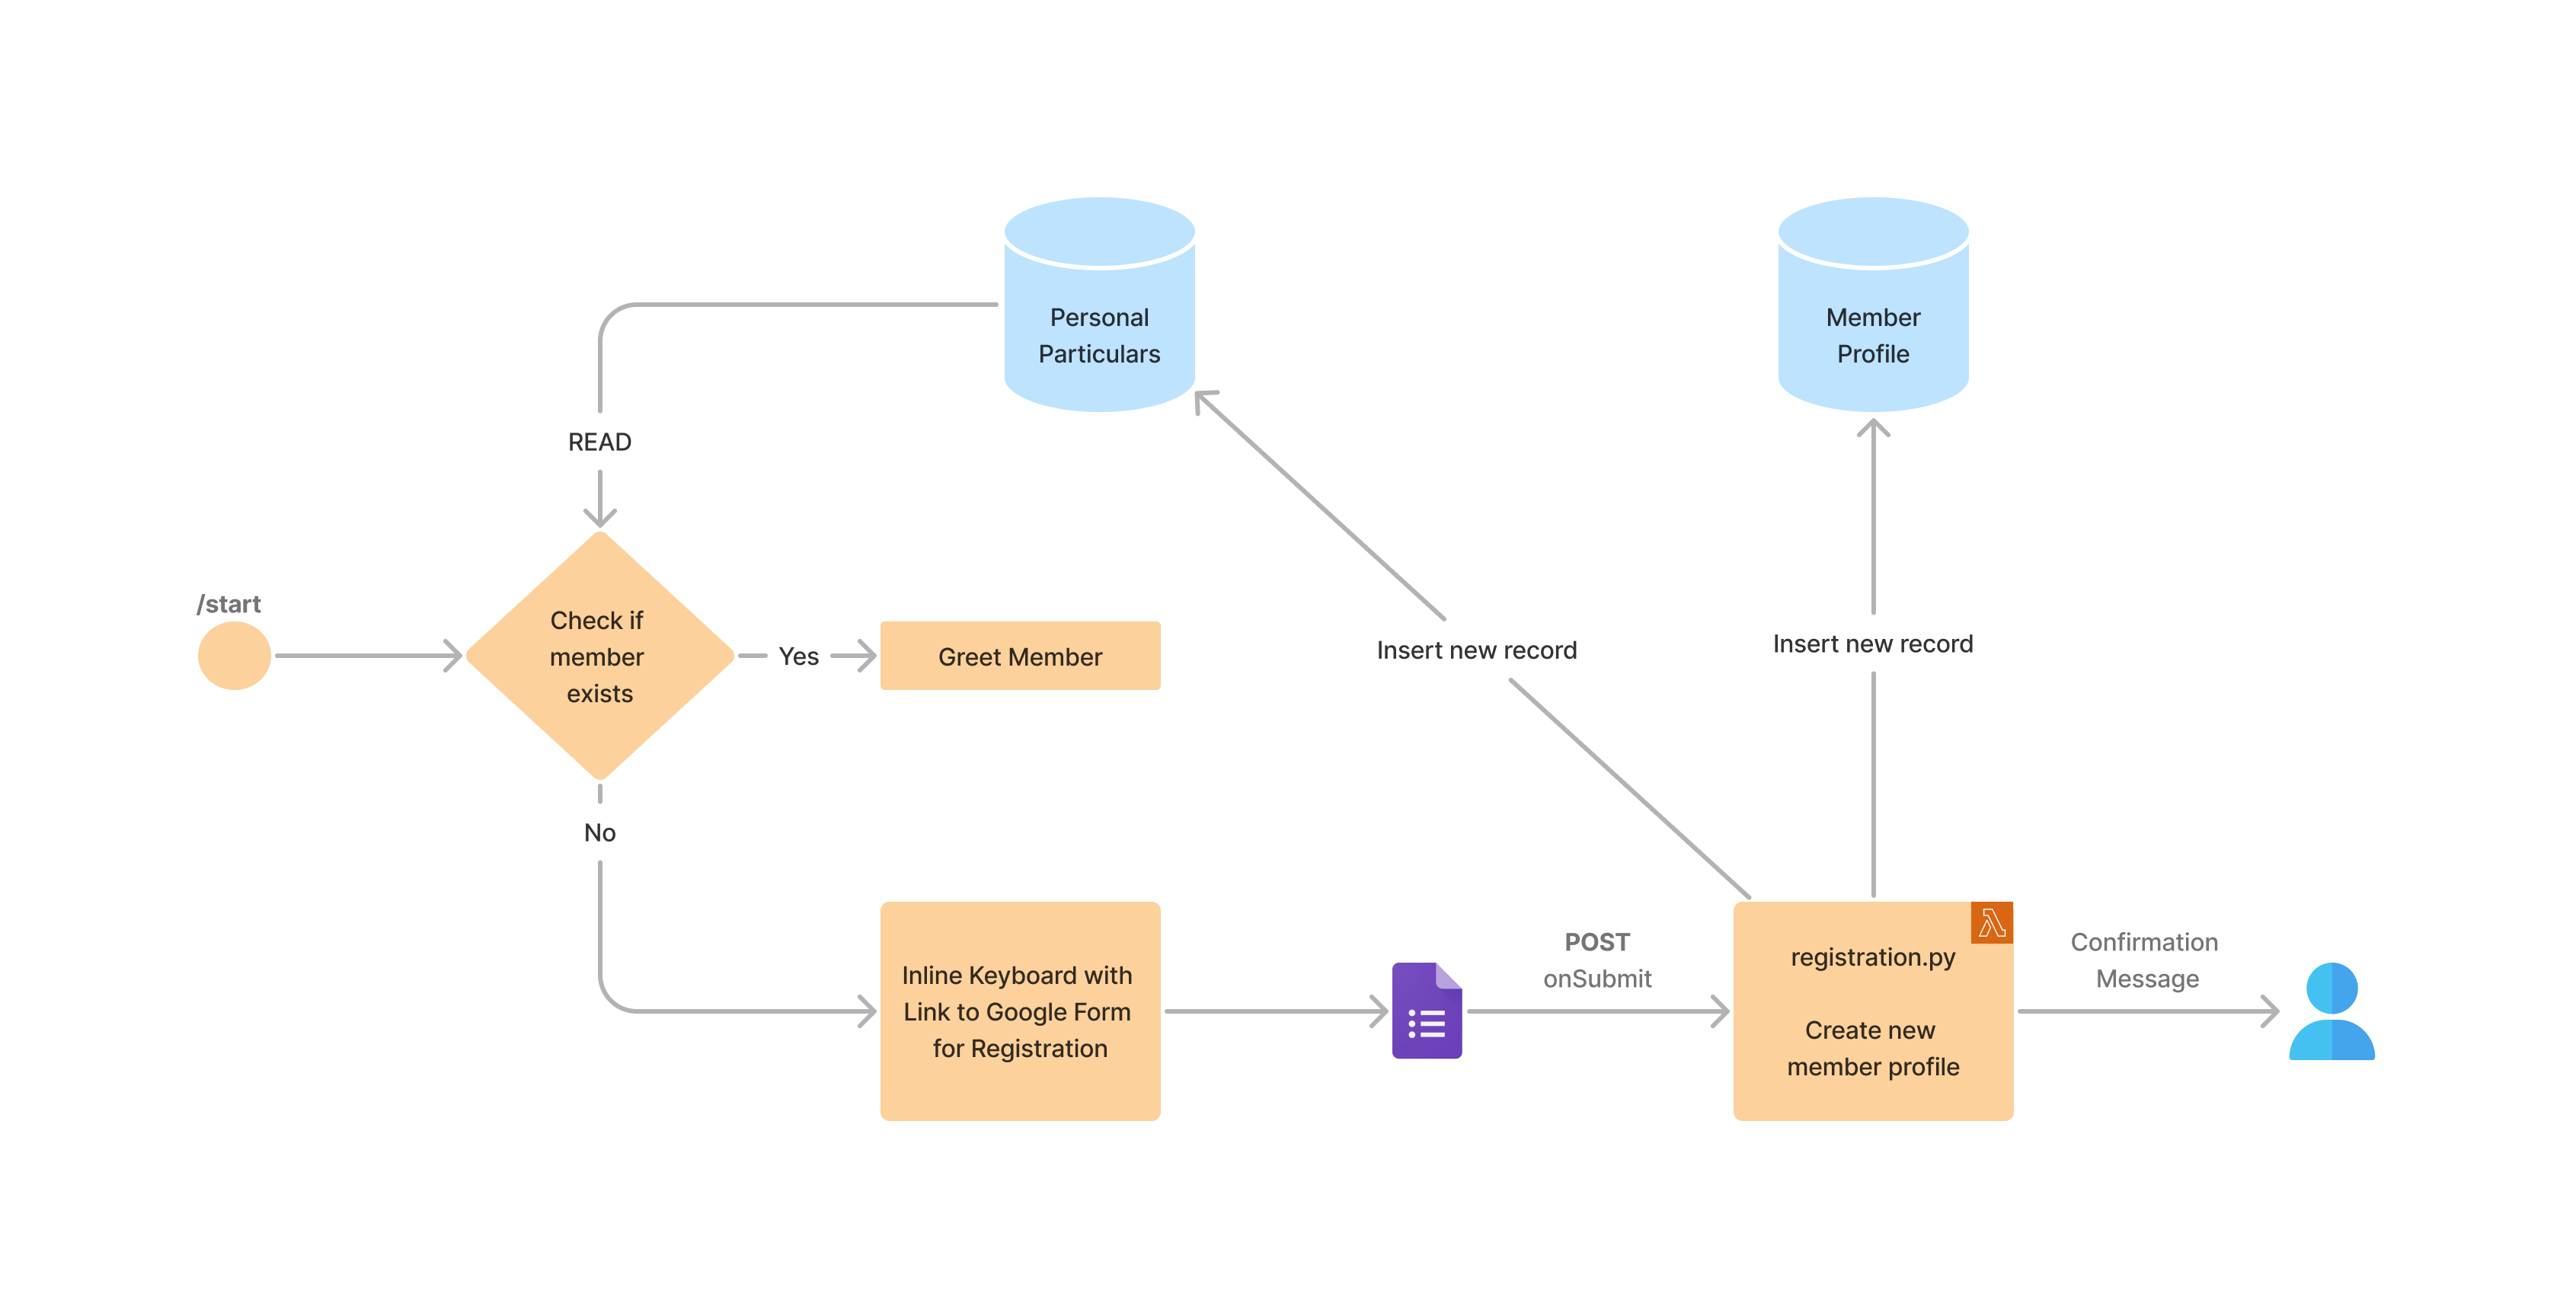 Personal
Particulars
Member
Profile
READ
/start
Check if
member
exists
Yes
Greet Member
Insert new record
Insert new record
No
Inline Keyboard with
Link to Google Form
for Registration
POST
onSubmit
registration.py
Create new
member profile
Confirmation
Message